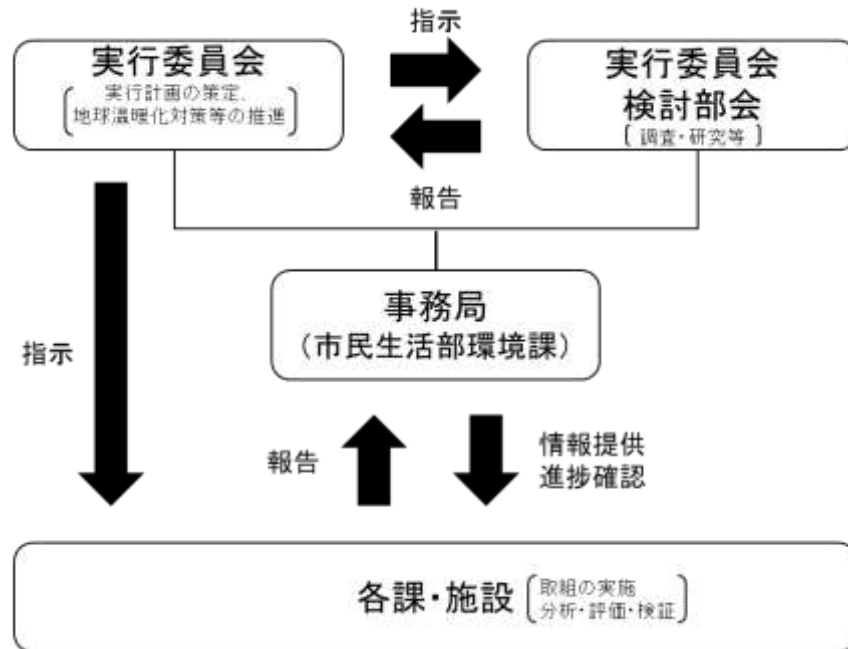 指示
実行委員会
実行計画の策定、
地球温暖化対策等の推進
実行委員会
検討部会
調査・研究等
報告
事務局
（市民生活部環境課）
指示
報告
情報提供
進捗確認
各課・施設
取組の実施
分析・評価・検証